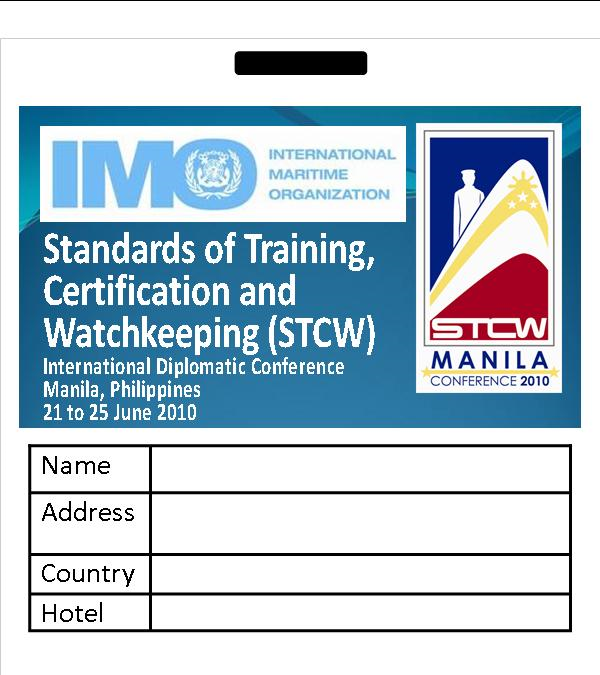 IMO
INTERNATIONAL
MARITIME
ORGANIZATION
Standards of Training,
Certification and
Watchkeeping (STCW)
International Diplomatic Conference
Manila, Philippines
21 to 25 June 2010
STCW
MANILA
CONFERENCE 2010
Name
Address
Country
Hotel